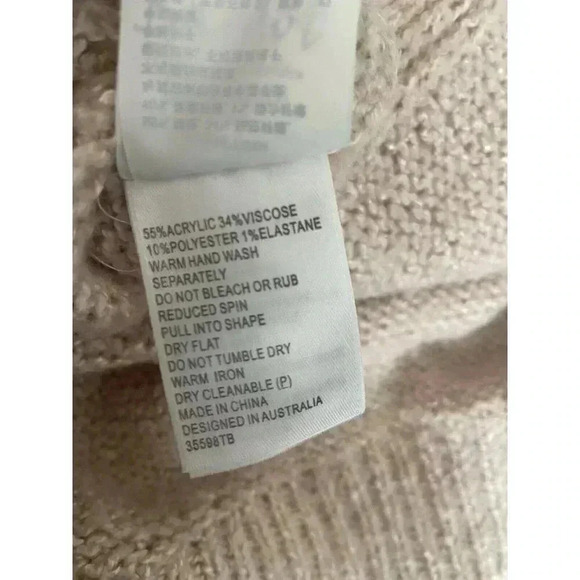 55%ACRYLIC 34%VISCOSE
10%POLYESTER 1%ELASTANE
WARM HAND WASH
SEPARATELY
DO NOT BLEACH OR RUB
REDUCED SPIN
PULL INTO SHAPE
DRY FLAT
DO NOT TUMBLE DRY
WARM IRON
DRY CLEANABLE (P)
MADE IN CHINA
DESIGNED IN AUSTRALIA
35598TB